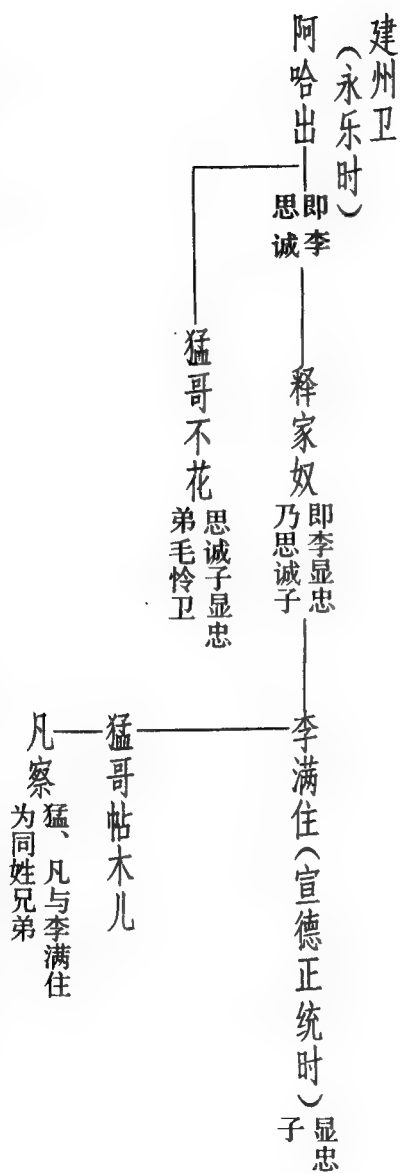 建州卫
（永乐时）
阿哈出
即李
思诚
释家奴
即李显忠
乃思诚子
猛哥不花
思诚子显忠
弟毛怜卫
李满住（宣德正统时）
显忠
子
猛哥帖木儿
凡察
猛、凡与李满住
为同姓兄弟